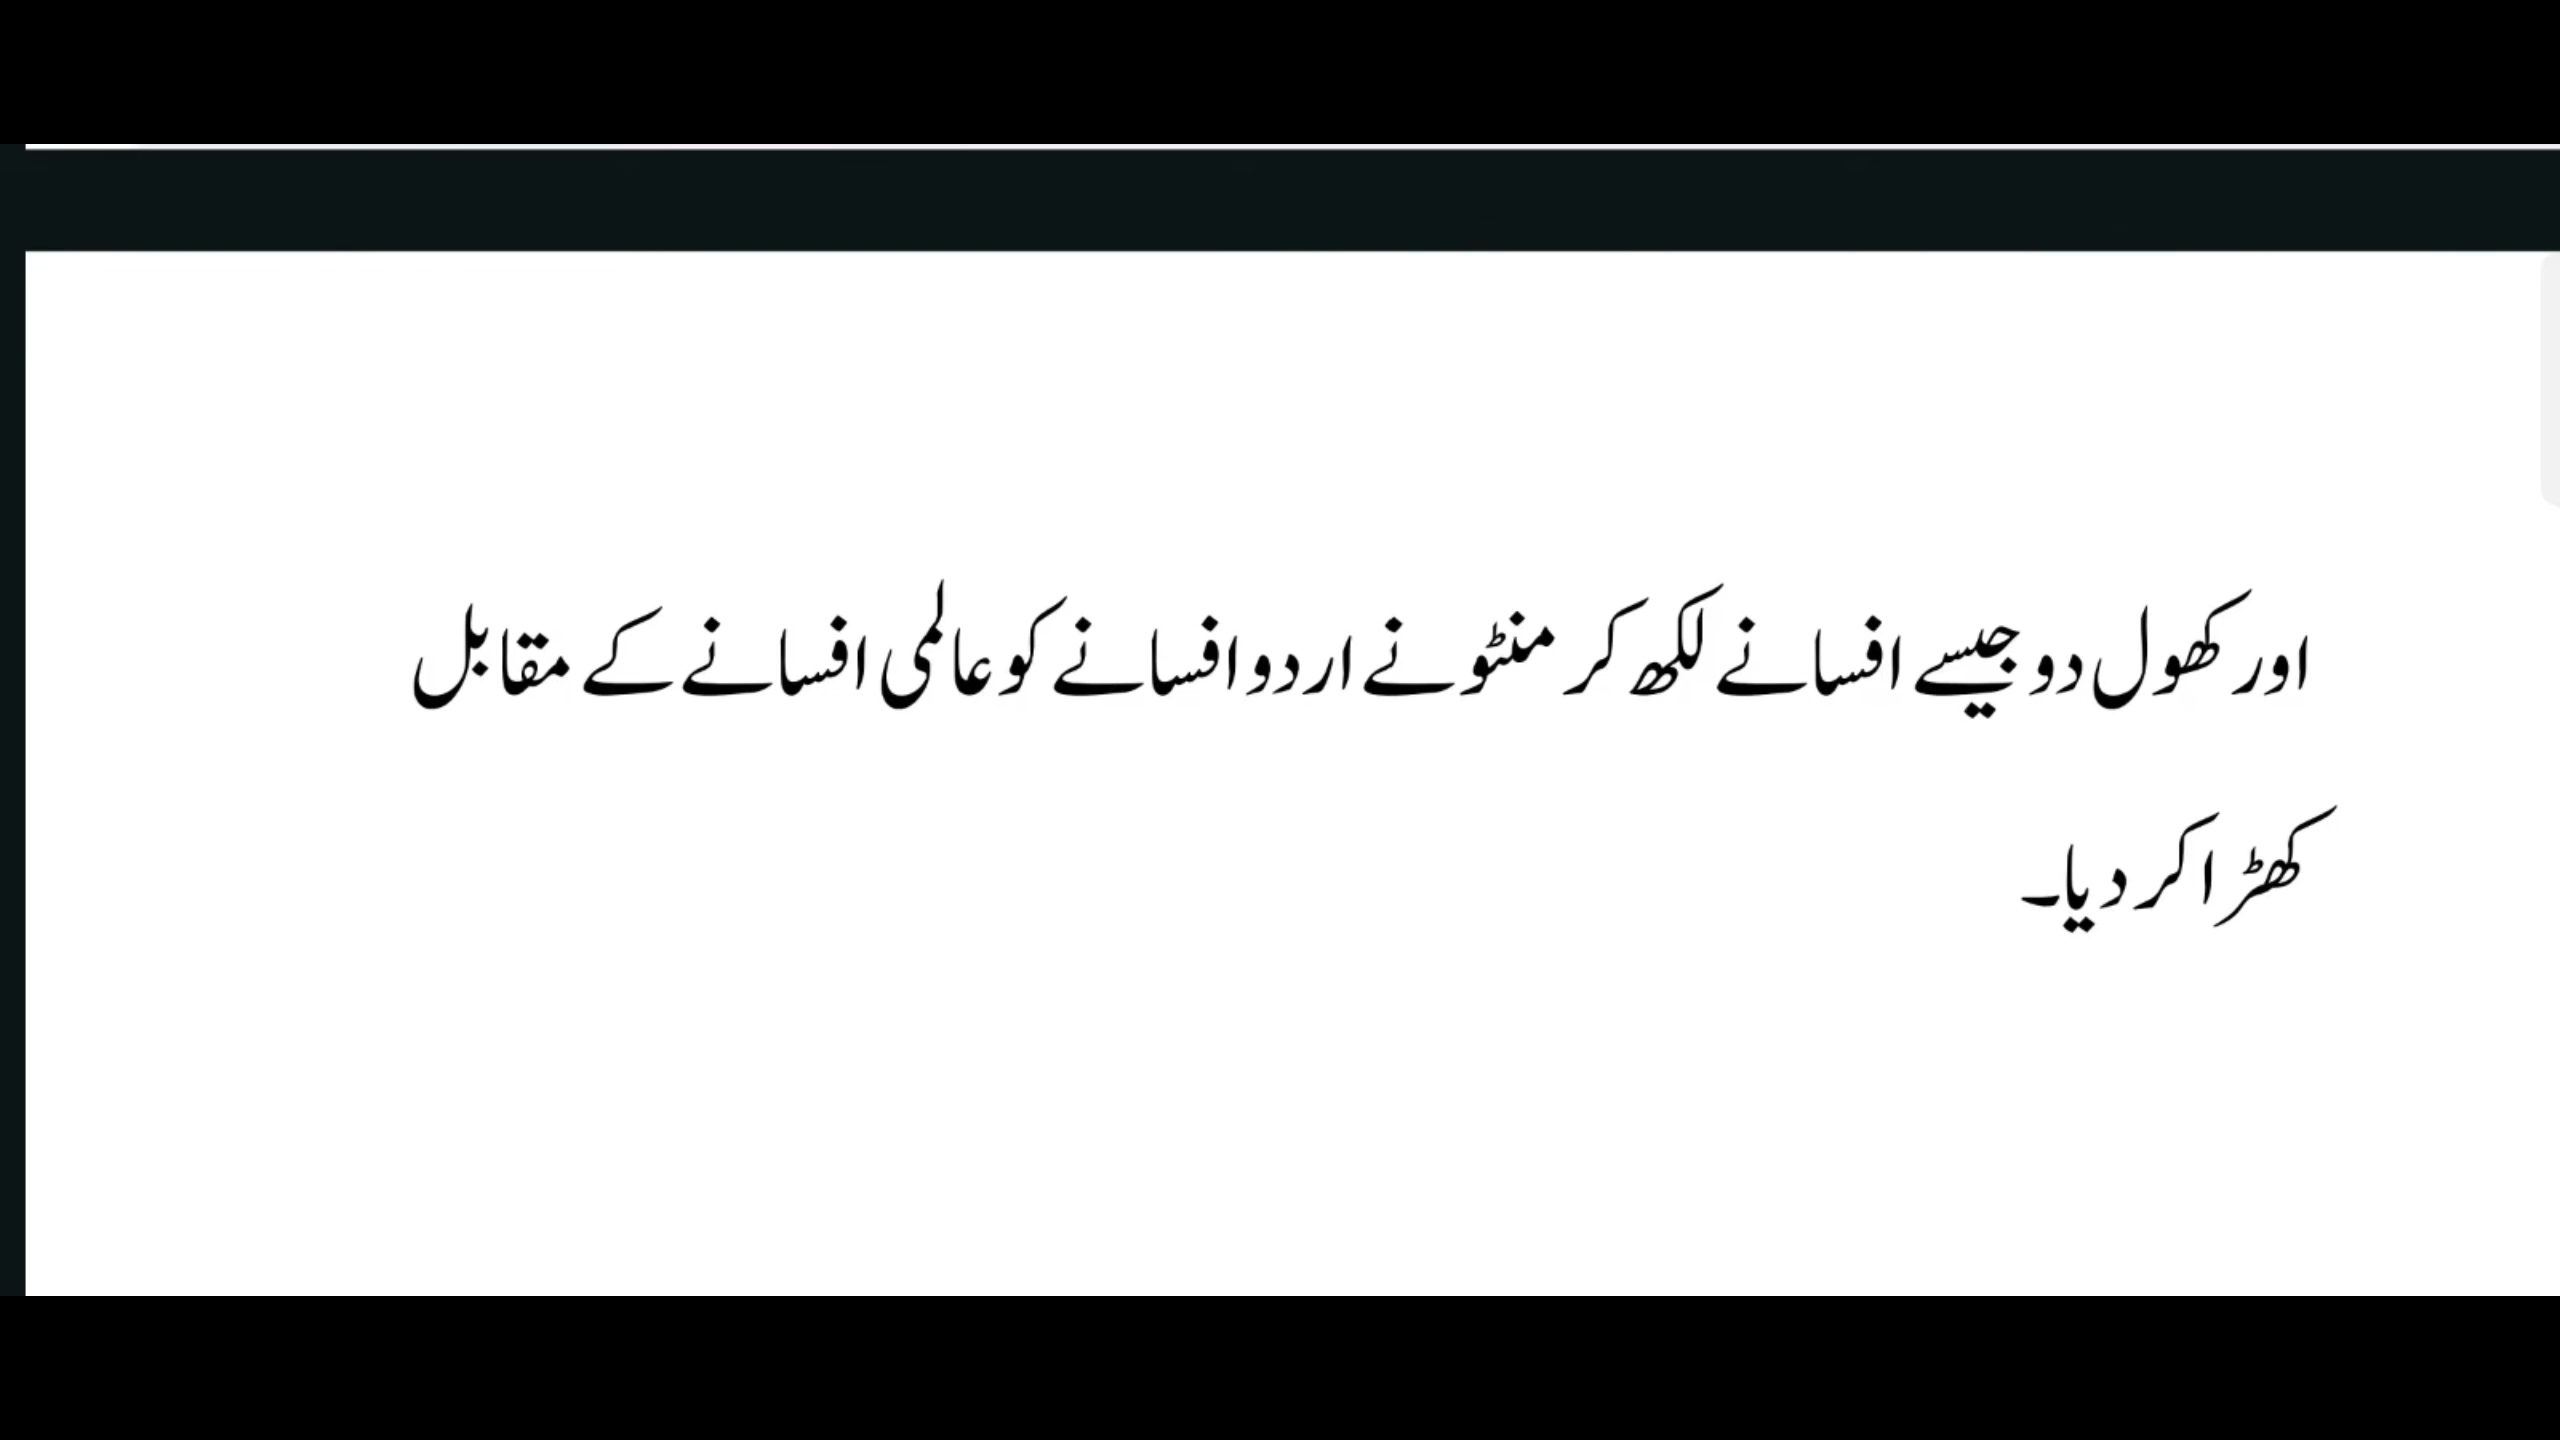 اور کھول دو جیسے افسانے لکھ کر منٹو نے اردو افسانے کو عالمی افسانے کے مقابل
کھڑا کر دیا۔